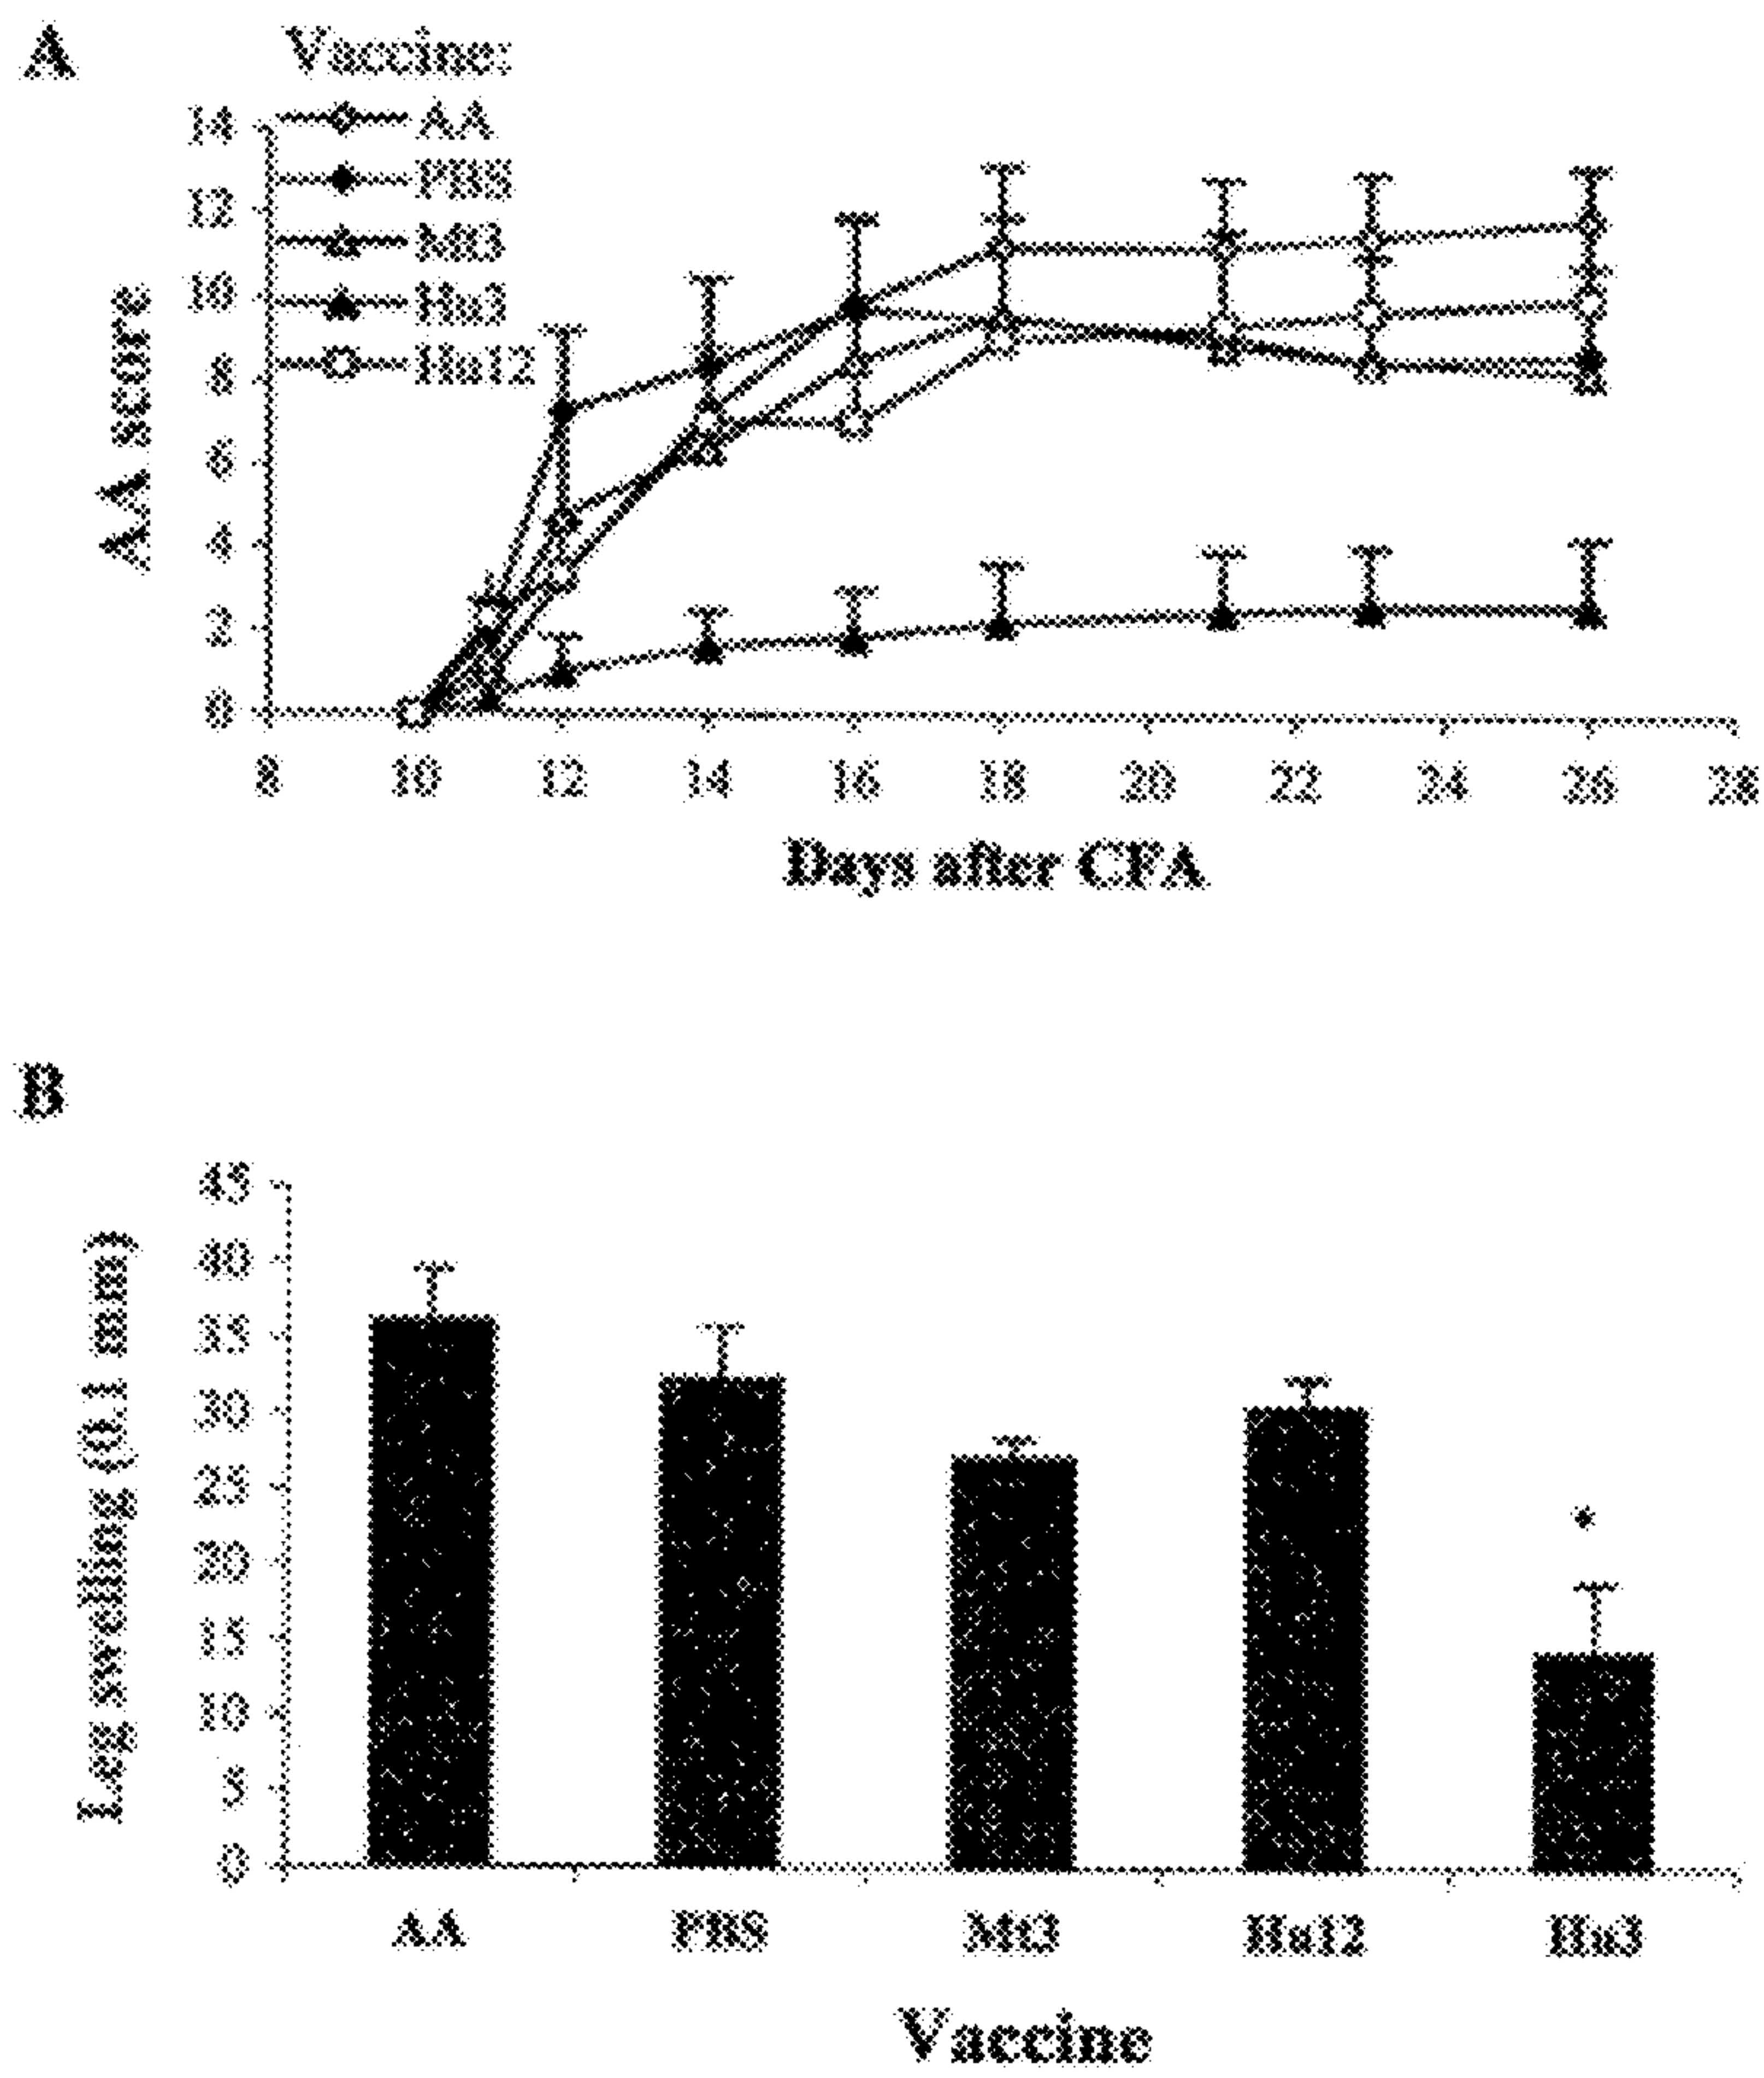 A
Vaccine:
AA
PBS
Mt3
Hu3
Hu12
14
12
10
8
6
4
2
0
AA score
8 10 12 14 16 18 20 22 24 26 28
Days after CFA
B
45
40
35
30
25
20
15
10
5
0
Leg swelling (0.1 mm)
*
AA PBS Mt3 Hu12 Hu3
Vaccine